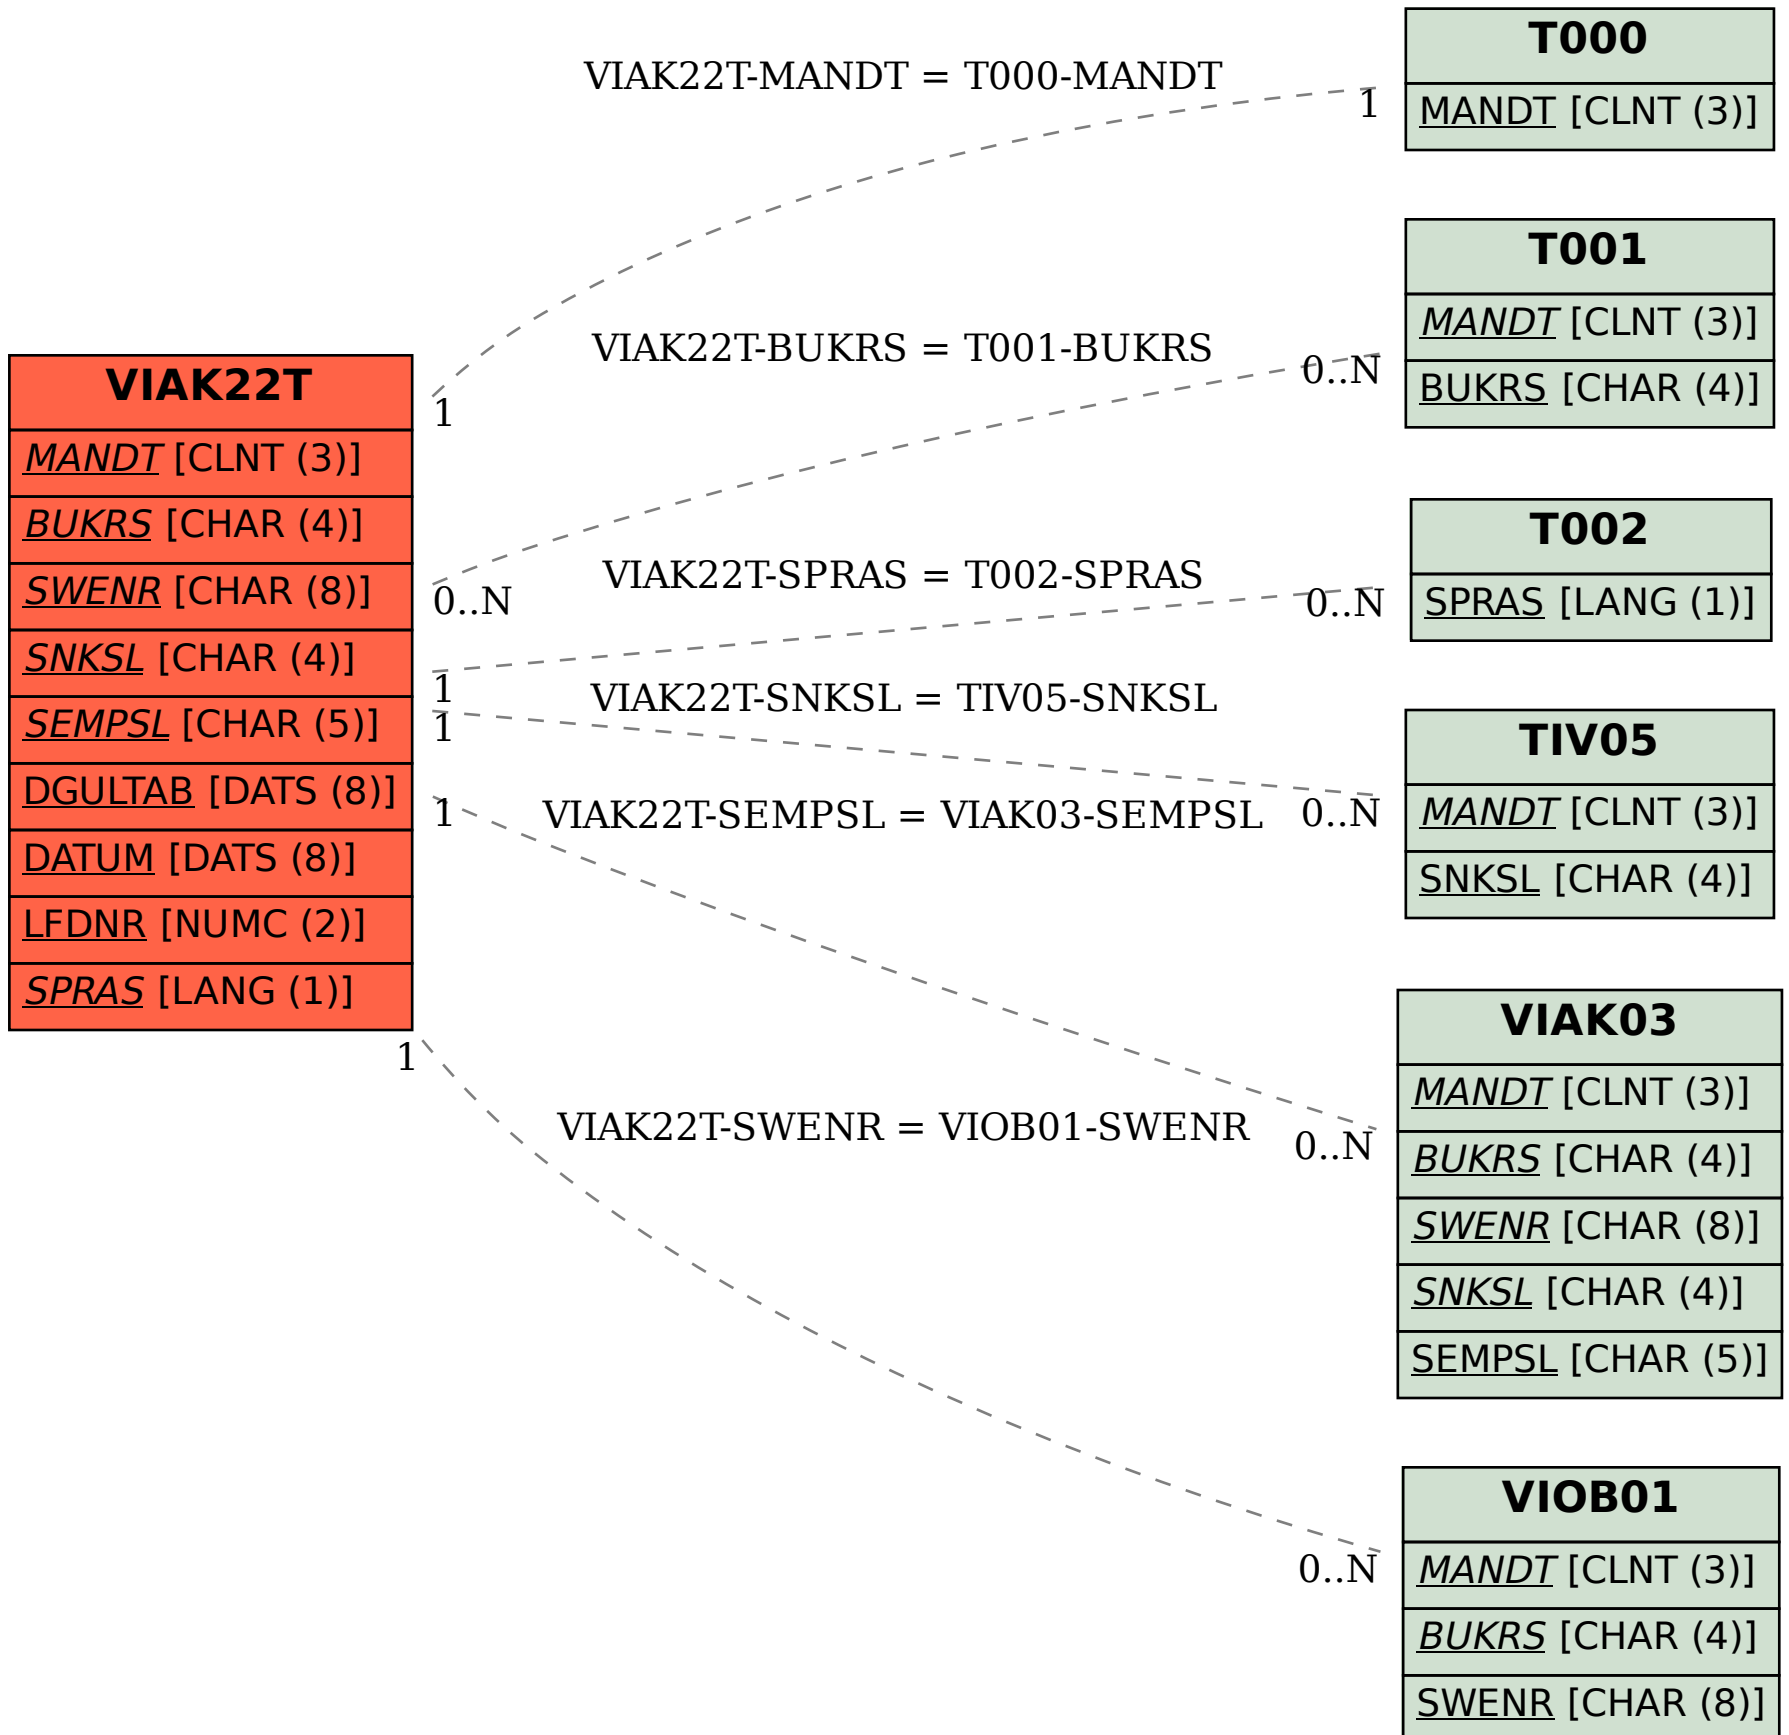 VIAK22T
MANDT [CLNT (3)]
BUKRS [CHAR (4)]
SWENR [CHAR (8)]
SNKSL [CHAR (4)]
SEMPSL [CHAR (5)]
DGULTAB [DATS (8)]
DATUM [DATS (8)]
LFDNR [NUMC (2)]
SPRAS [LANG (1)]
VIAK22T-MANDT = T000-MANDT
1
1
VIAK22T-BUKRS = T001-BUKRS
0..N
0..N
VIAK22T-SPRAS = T002-SPRAS
0..N
1
VIAK22T-SNKSL = TIV05-SNKSL
1
0..N
VIAK22T-SEMPSL = VIAK03-SEMPSL
1
0..N
VIAK22T-SWENR = VIOB01-SWENR
1
0..N
T000
MANDT [CLNT (3)]
T001
MANDT [CLNT (3)]
BUKRS [CHAR (4)]
T002
SPRAS [LANG (1)]
TIV05
MANDT [CLNT (3)]
SNKSL [CHAR (4)]
VIAK03
MANDT [CLNT (3)]
BUKRS [CHAR (4)]
SWENR [CHAR (8)]
SNKSL [CHAR (4)]
SEMPSL [CHAR (5)]
VIOB01
MANDT [CLNT (3)]
BUKRS [CHAR (4)]
SWENR [CHAR (8)]